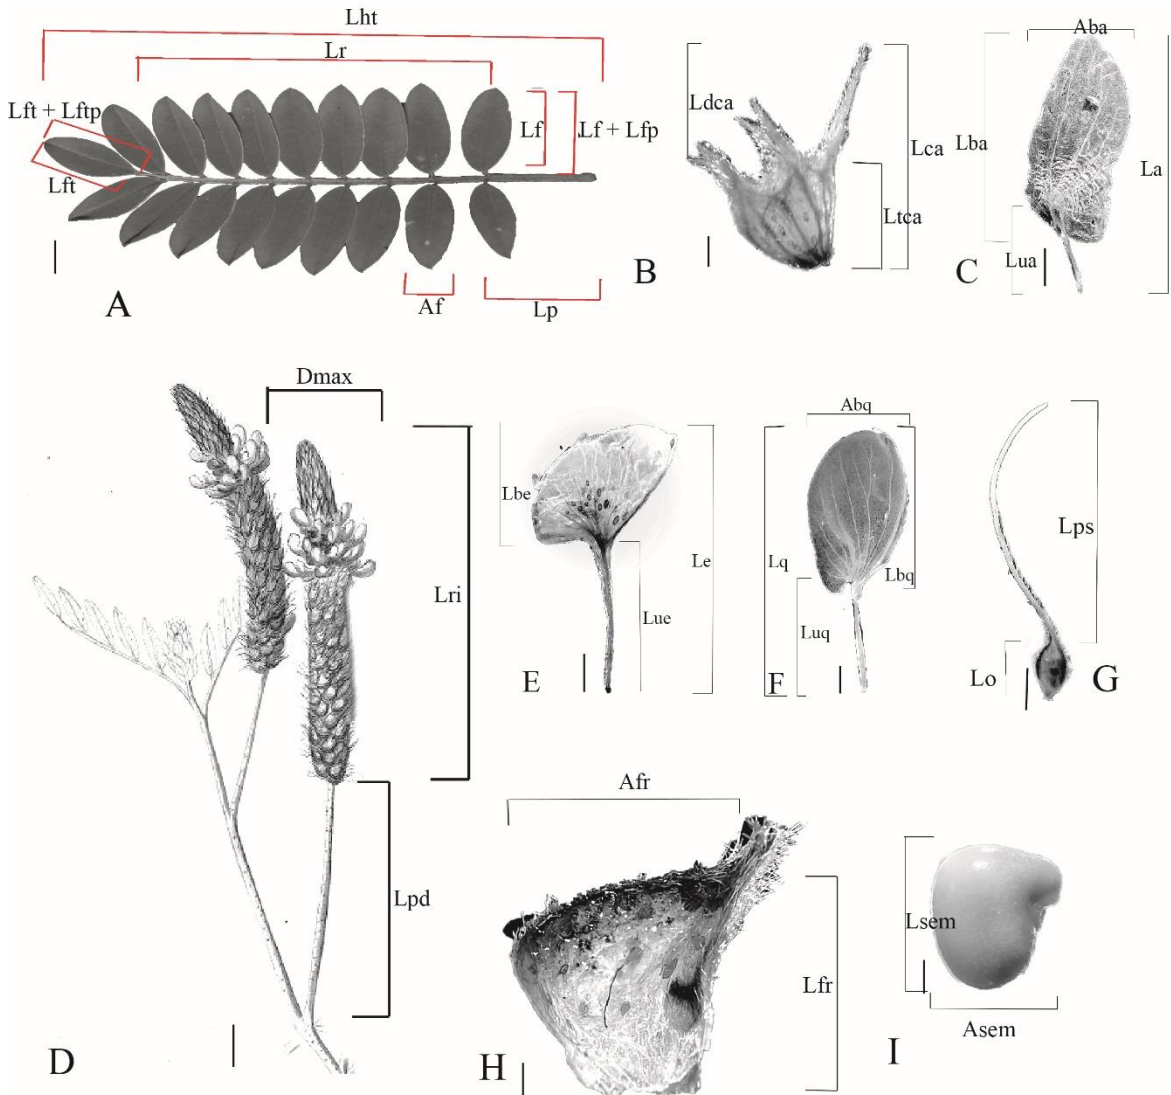 Lht
Lr
Lft + Lftp
Lft
Lf
Lf + Lfp
Af
Lp
A
Ldca
Lca
Ltca
B
Aba
Lba
La
Lua
C
Dmax
Lri
Lpd
D
Lbe
Le
Lue
E
Abq
Lq
Lbq
Luq
F
Lps
Lo
G
Afr
Lfr
H
Lsem
Asem
I